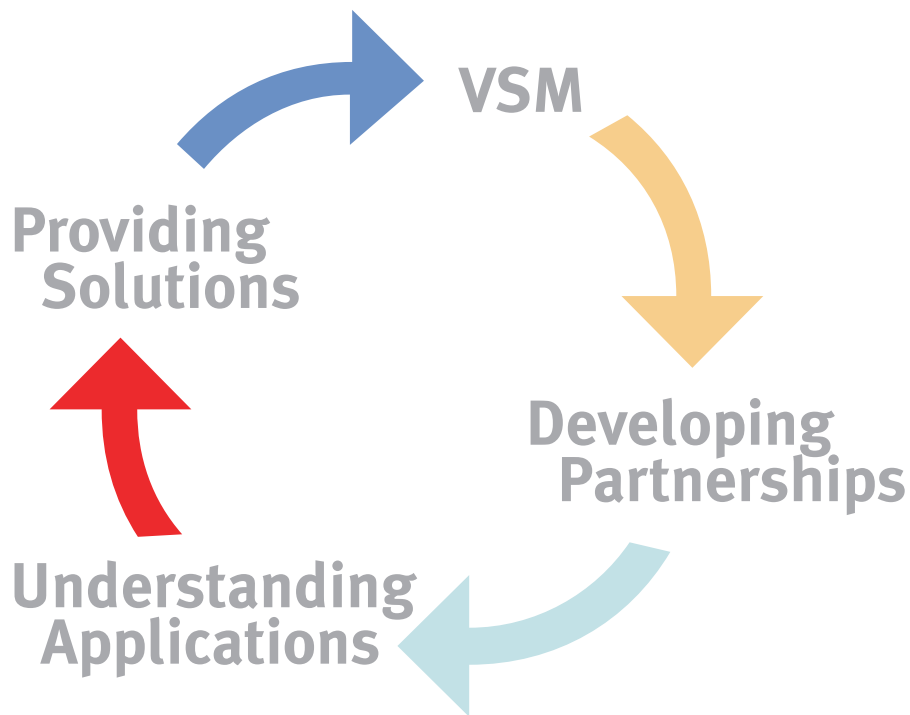 VSM
Providing
Solutions
Developing
Partnerships
Understanding
Applications